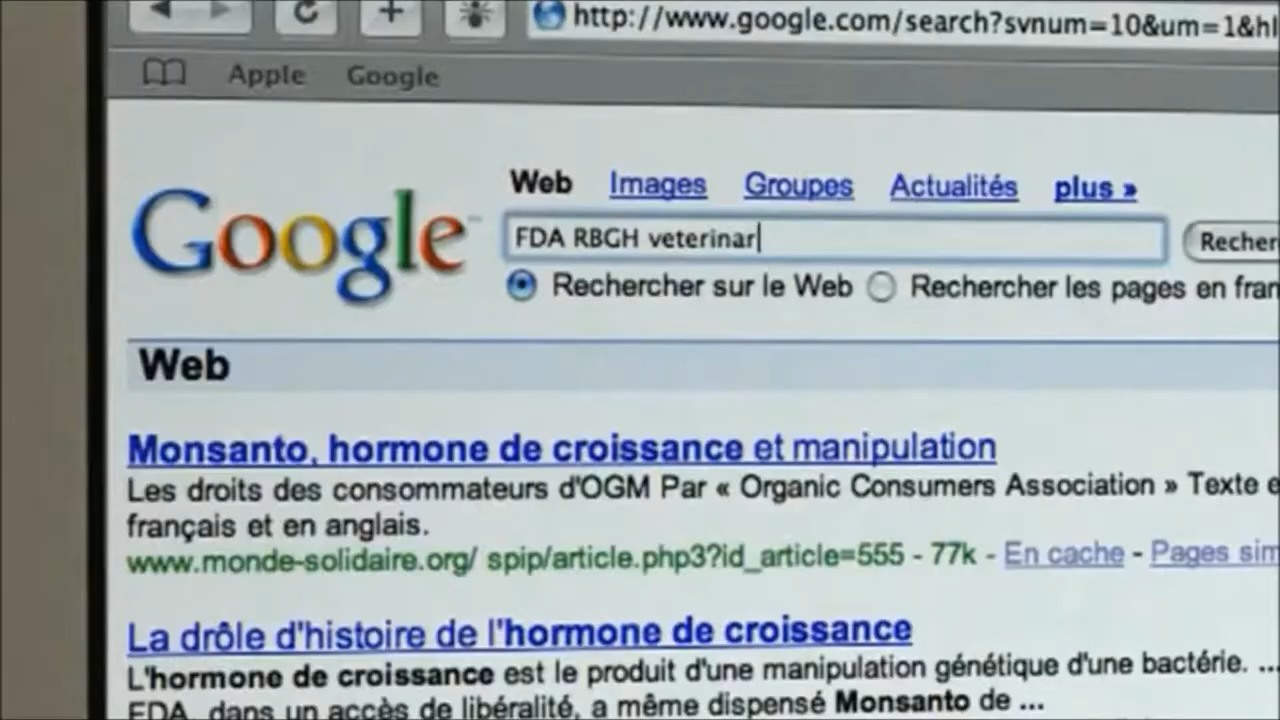 http://www.google.com/search?svnum=10&um=1&hl
Apple Google
Web Images Groupes Actualités plus »
Google
FDA RBGH veterinar
Recher
Rechercher sur le Web Rechercher les pages en fran
Web
Monsanto, hormone de croissance et manipulation
Les droits des consommateurs d'OGM Par « Organic Consumers Association » Texte e
français et en anglais.
www.monde-solidaire.org/ spip/article.php3?id_article=555 - 77k - En cache - Pages sim
La drôle d'histoire de l'hormone de croissance
L'hormone de croissance est le produit d'une manipulation génétique d'une bactérie. ...
FDA, dans un accès de libéralité, a même dispensé Monsanto de ...